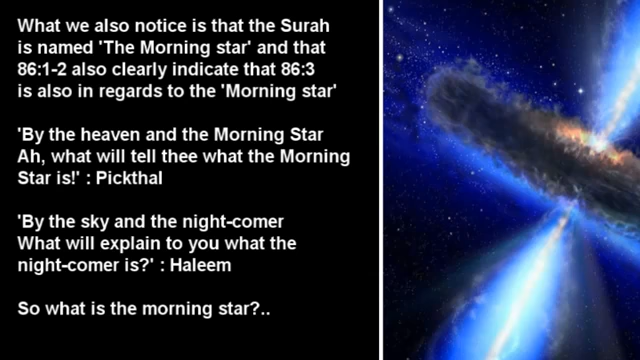 What we also notice is that the Surah
is named 'The Morning star' and that
86:1-2 also clearly indicate that 86:3
is also in regards to the 'Morning star'
'By the heaven and the Morning Star
Ah, what will tell thee what the Morning
Star is!' : Pickthal
'By the sky and the night-comer
What will explain to you what the
night-comer is?' : Haleem
So what is the morning star?..